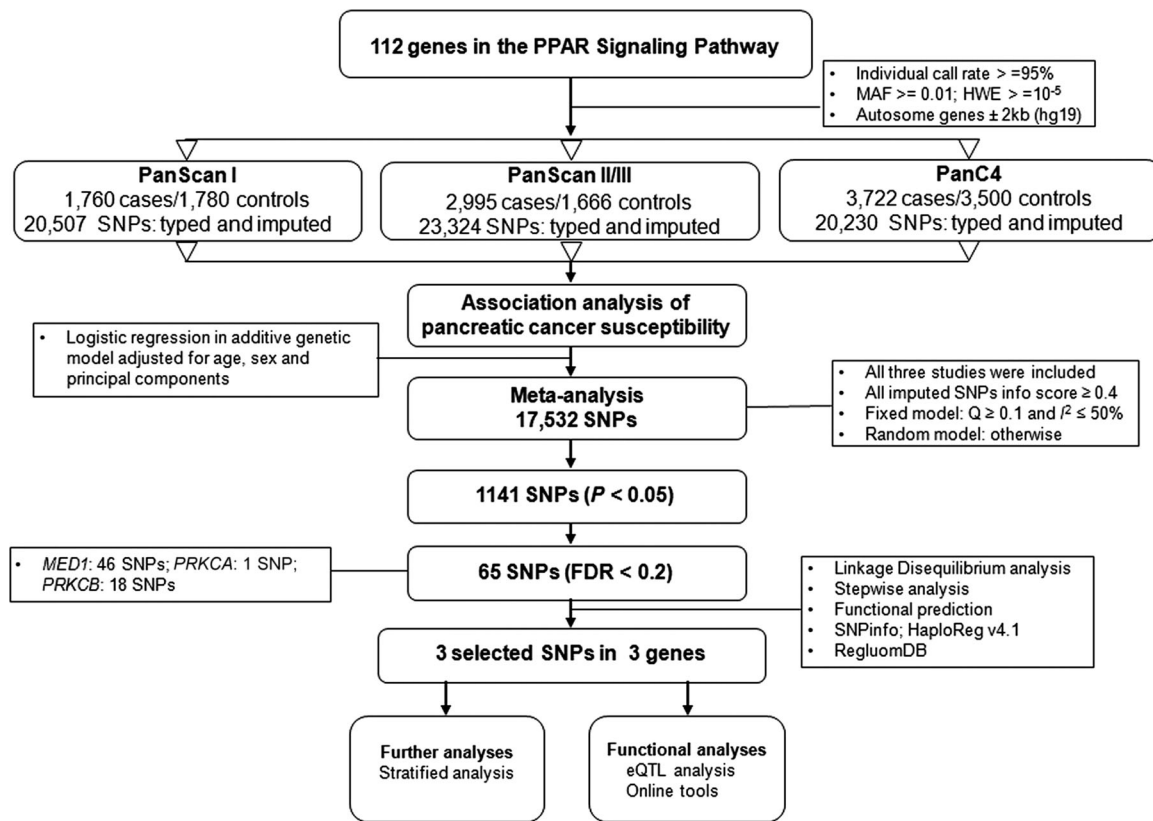 112 genes in the PPAR Signaling Pathway
• Individual call rate > =95%
• MAF >= 0.01; HWE > =10⁻⁵
• Autosome genes ± 2kb (hg19)
PanScan I
1,760 cases/1,780 controls
20,507 SNPs: typed and imputed
PanScan II/III
2,995 cases/1,666 controls
23,324 SNPs: typed and imputed
PanC4
3,722 cases/3,500 controls
20,230 SNPs: typed and imputed
Association analysis of
pancreatic cancer susceptibility
• Logistic regression in additive genetic
model adjusted for age, sex and
principal components
Meta-analysis
17,532 SNPs
• All three studies were included
• All imputed SNPs info score ≥ 0.4
• Fixed model: Q ≥ 0.1 and I² ≤ 50%
• Random model: otherwise
1141 SNPs (P < 0.05)
• MED1: 46 SNPs; PRKCA: 1 SNP;
PRKCB: 18 SNPs
65 SNPs (FDR < 0.2)
• Linkage Disequilibrium analysis
• Stepwise analysis
• Functional prediction
• SNPinfo; HaploReg v4.1
• RegluomDB
3 selected SNPs in 3 genes
Further analyses
Stratified analysis
Functional analyses
eQTL analysis
Online tools